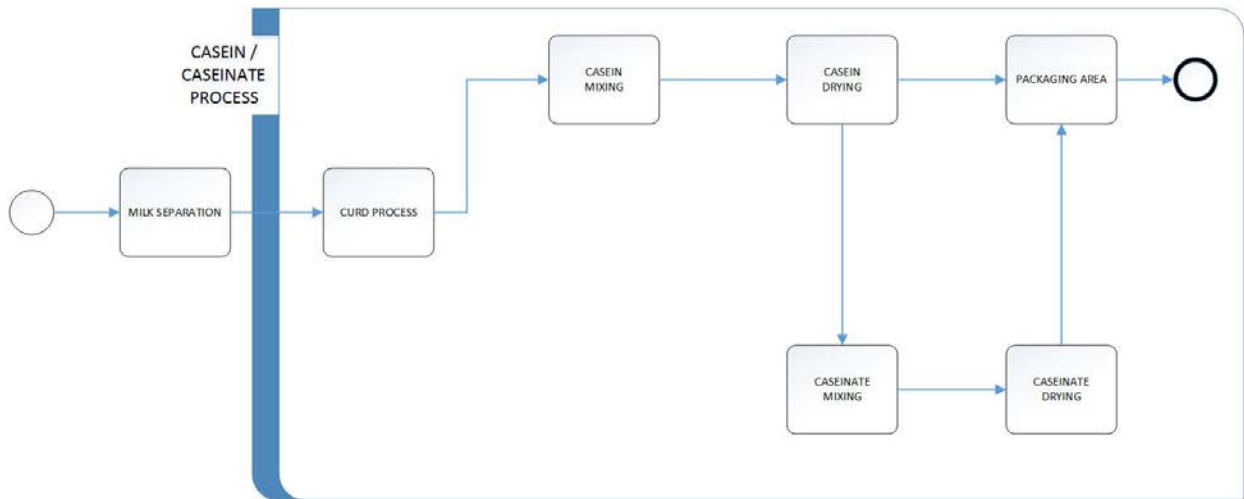 CASEIN /
CASEINATE
PROCESS
CASEIN
MIXING
CASEIN
DRYING
PACKAGING AREA
MILK SEPARATION
CURD PROCESS
CASEINATE
MIXING
CASEINATE
DRYING